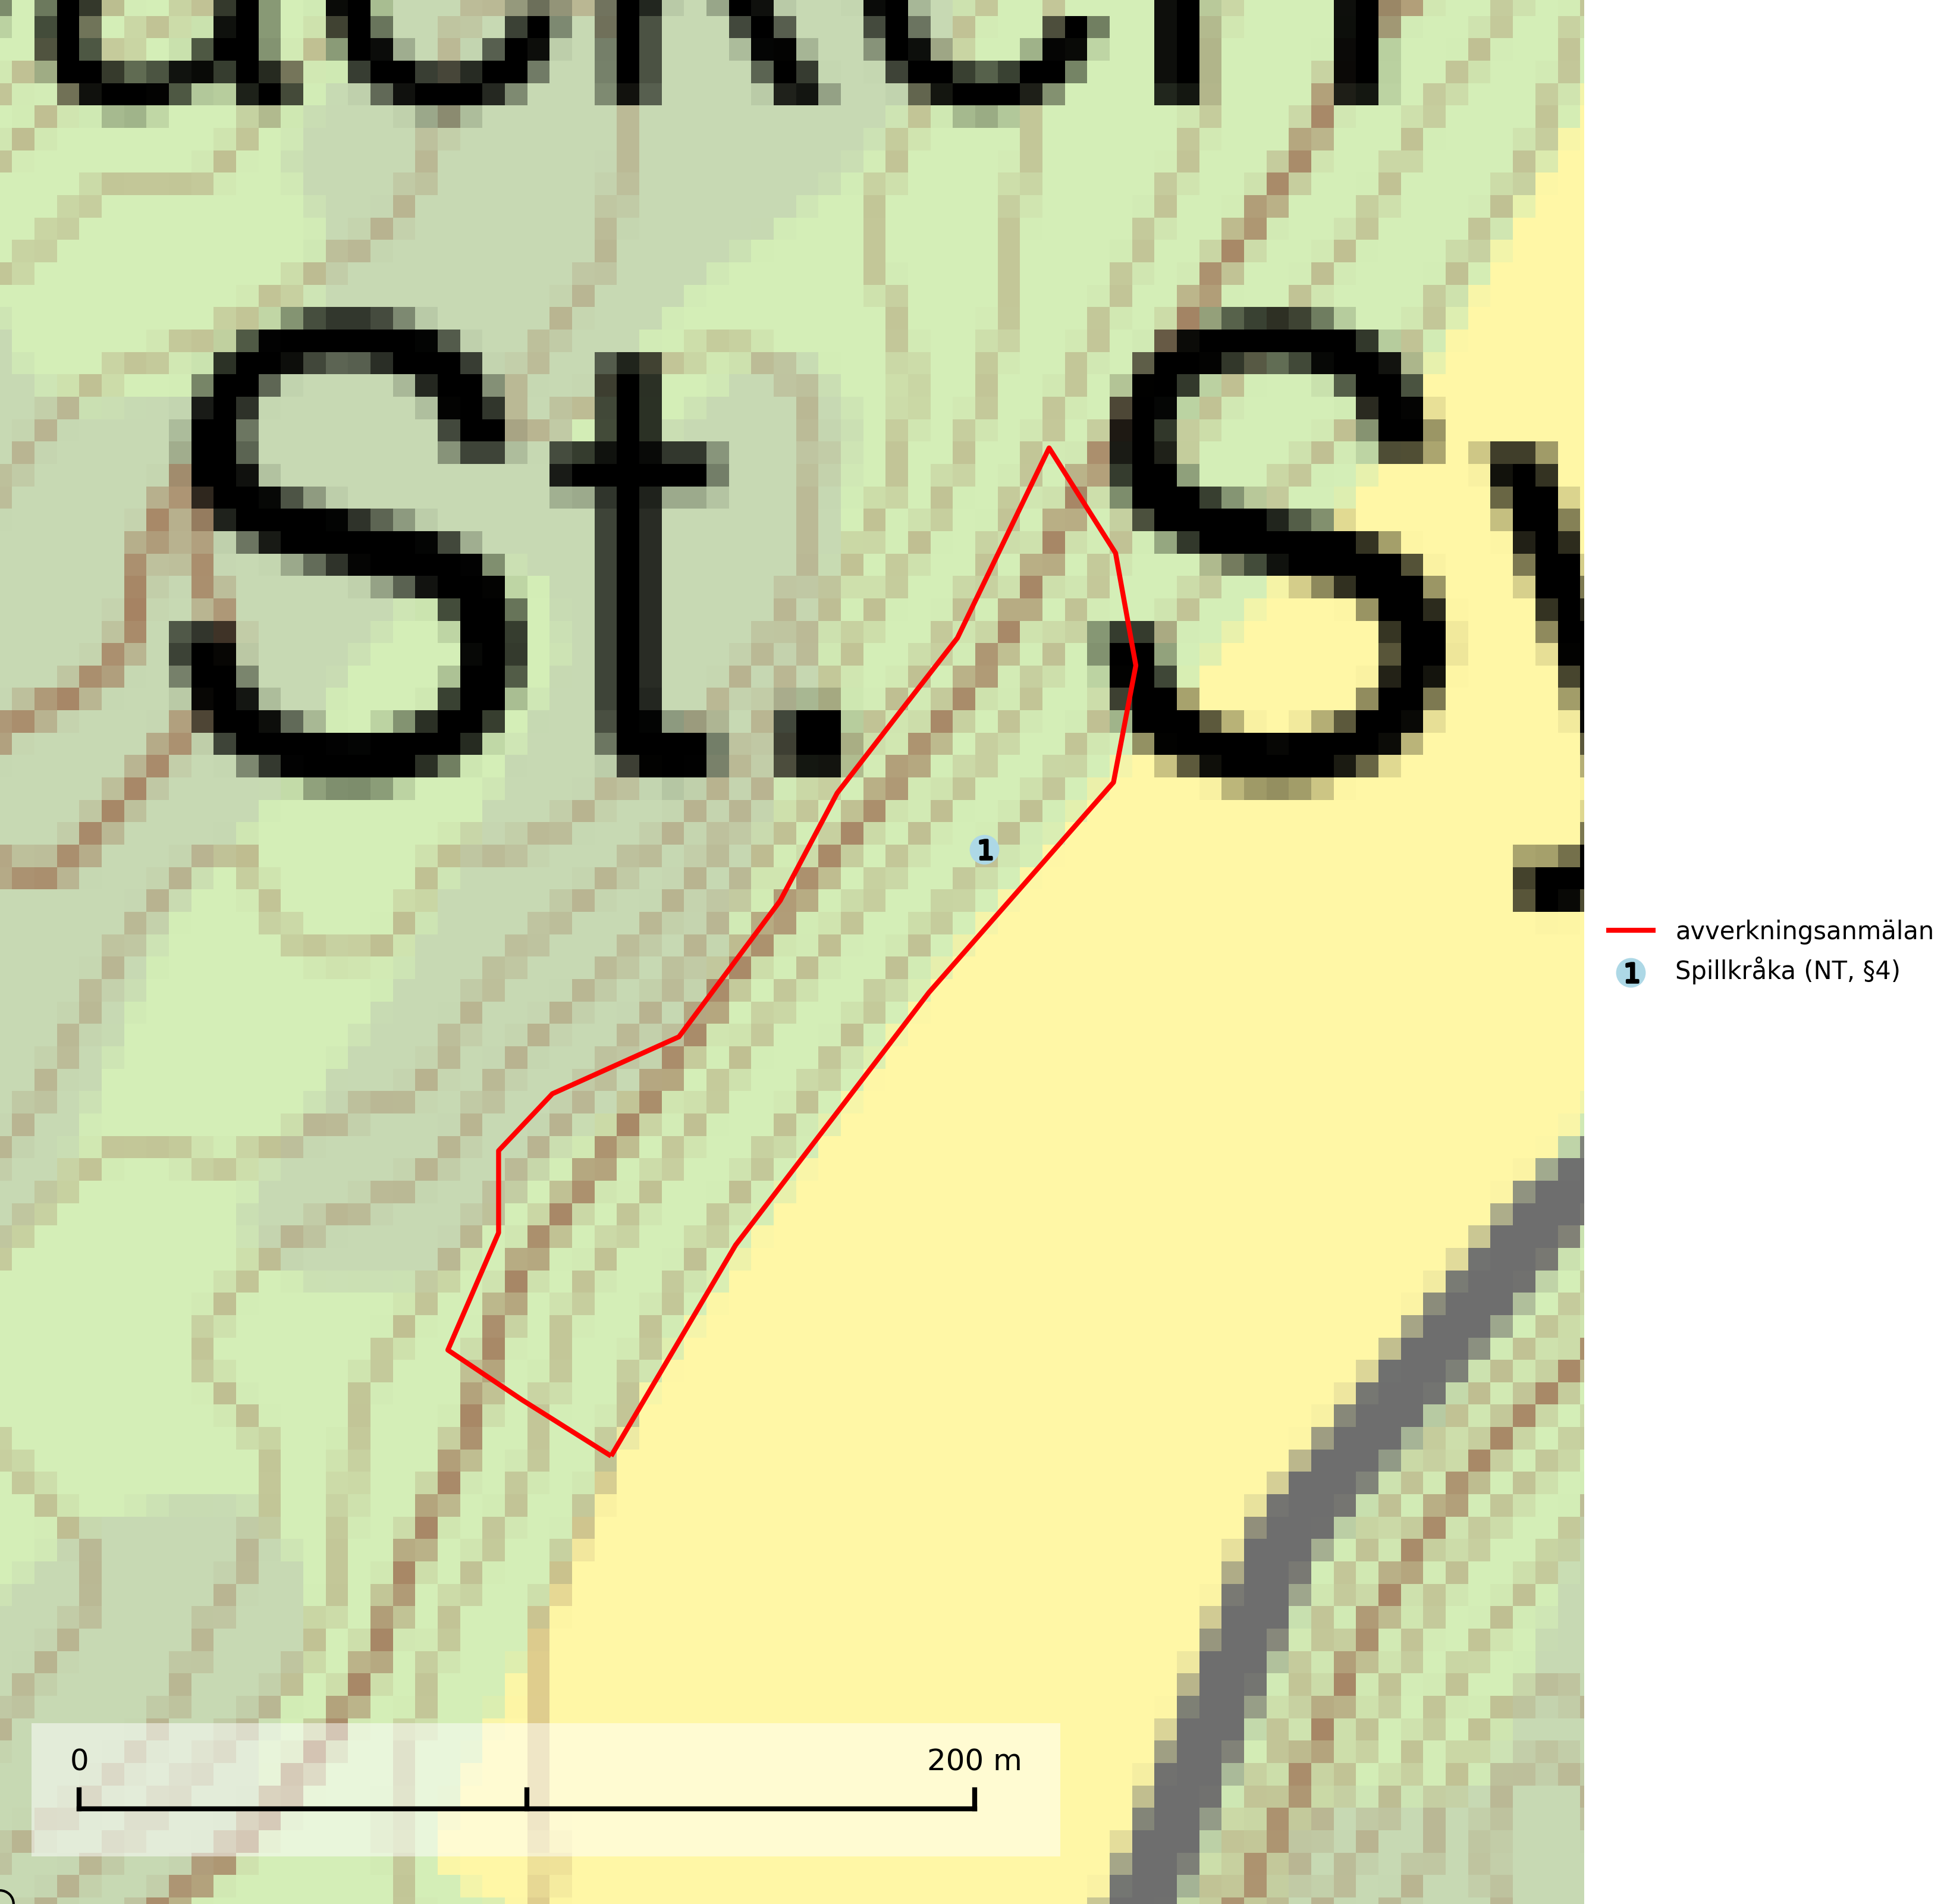 St. S
1
avverkningsanmälan
1 Spillkråka (NT, §4)
0 200 m